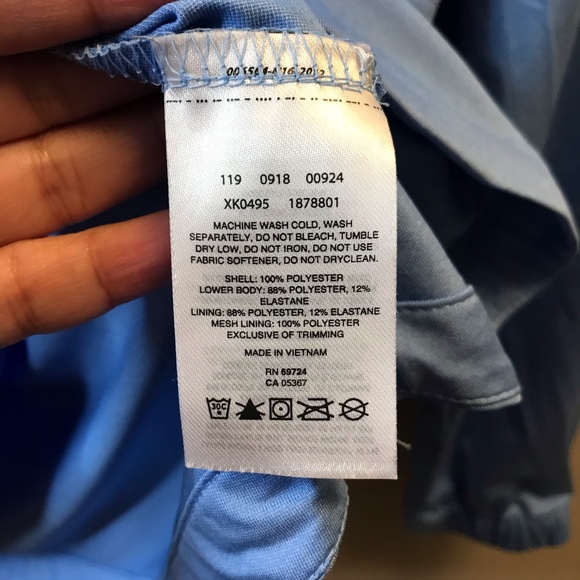 119 0918 00924
XK0495 1878801
MACHINE WASH COLD, WASH
SEPARATELY, DO NOT BLEACH, TUMBLE
DRY LOW, DO NOT IRON, DO NOT USE
FABRIC SOFTENER, DO NOT DRYCLEAN.
SHELL: 100% POLYESTER
LOWER BODY: 88% POLYESTER, 12%
ELASTANE
LINING: 88% POLYESTER, 12% ELASTANE
MESH LINING: 100% POLYESTER
EXCLUSIVE OF TRIMMING
MADE IN VIETNAM
RN 69724
CA 05367
30C